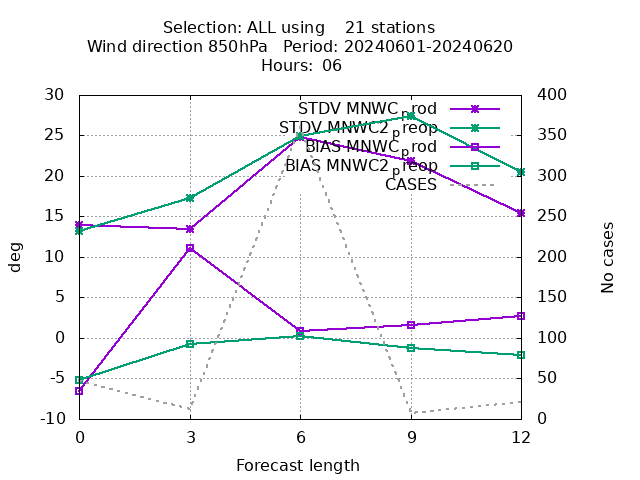 Selection: ALL using    21 stations
Wind direction 850hPa   Period: 20240601-20240620
Hours: 06
30
25
20
15
10
5
0
-5
-10
400
350
300
250
200
150
100
50
0
STDV MNWC_prod
STDV MNWC2_preop
BIAS MNWC_prod
BIAS MNWC2_preop
CASES
deg
No cases
0 3 6 9 12
Forecast length